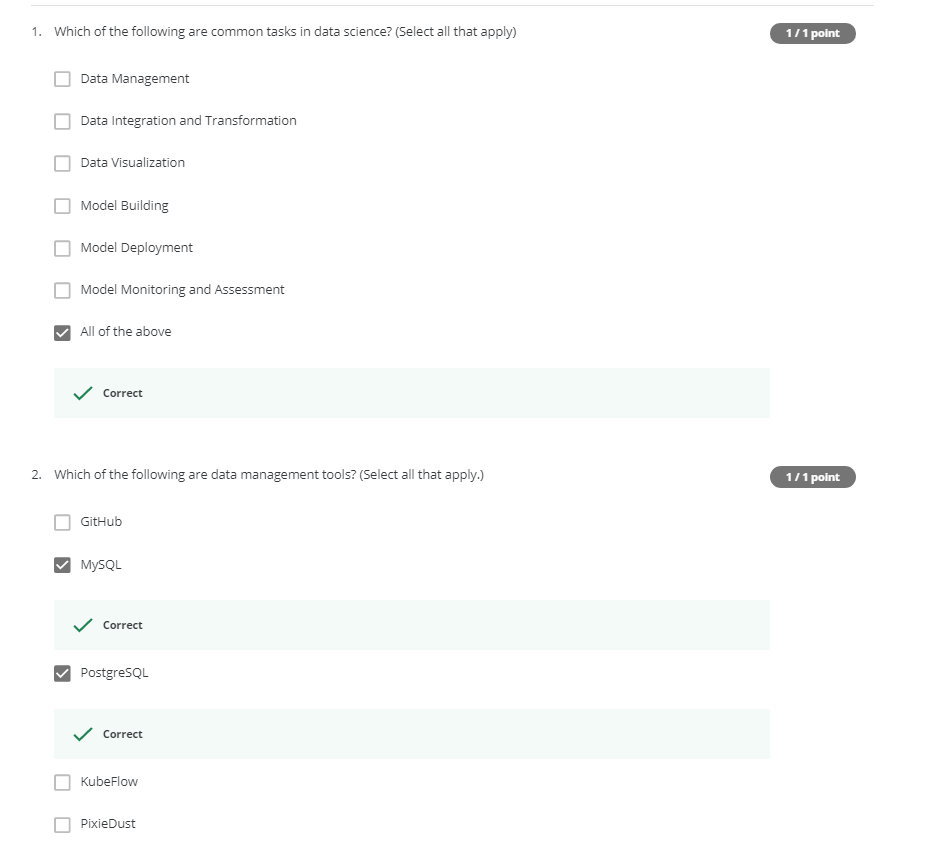 1. Which of the following are common tasks in data science? (Select all that apply)
1 / 1 point
Data Management
Data Integration and Transformation
Data Visualization
Model Building
Model Deployment
Model Monitoring and Assessment
All of the above
Correct
2. Which of the following are data management tools? (Select all that apply.)
1 / 1 point
GitHub
MySQL
Correct
PostgreSQL
Correct
KubeFlow
PixieDust